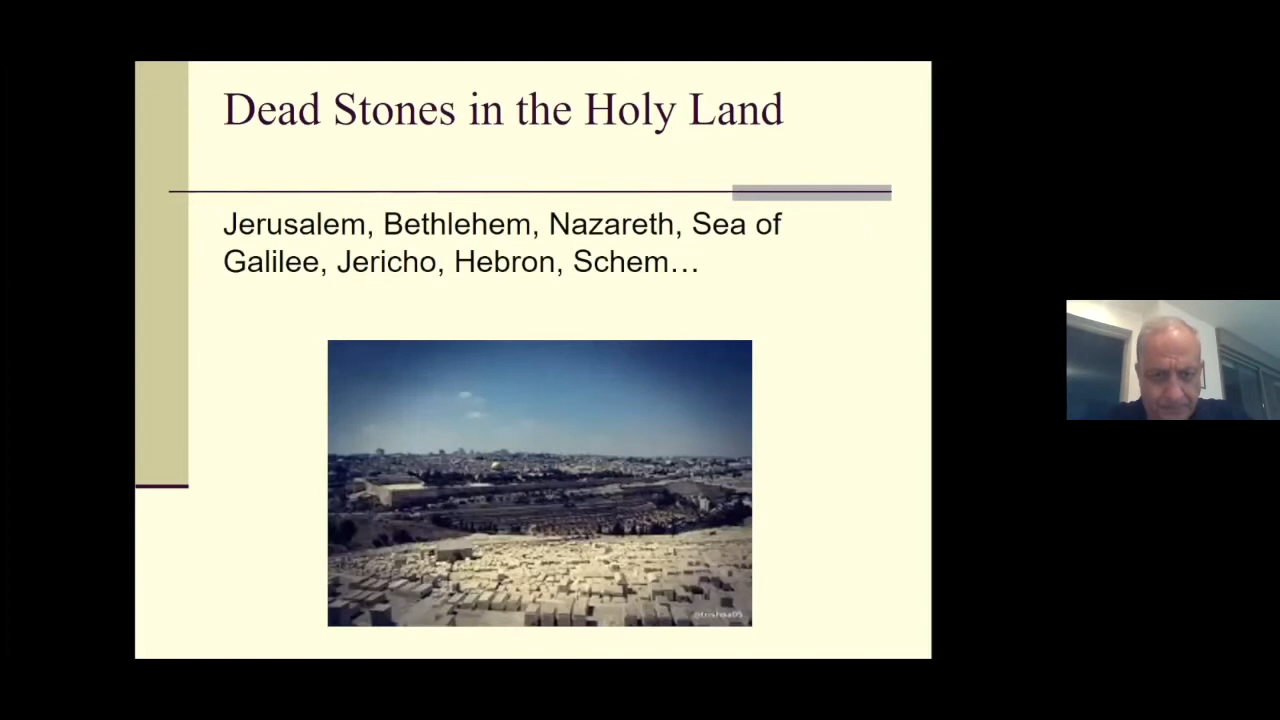 Dead Stones in the Holy Land
Jerusalem, Bethlehem, Nazareth, Sea of
Galilee, Jericho, Hebron, Schem…